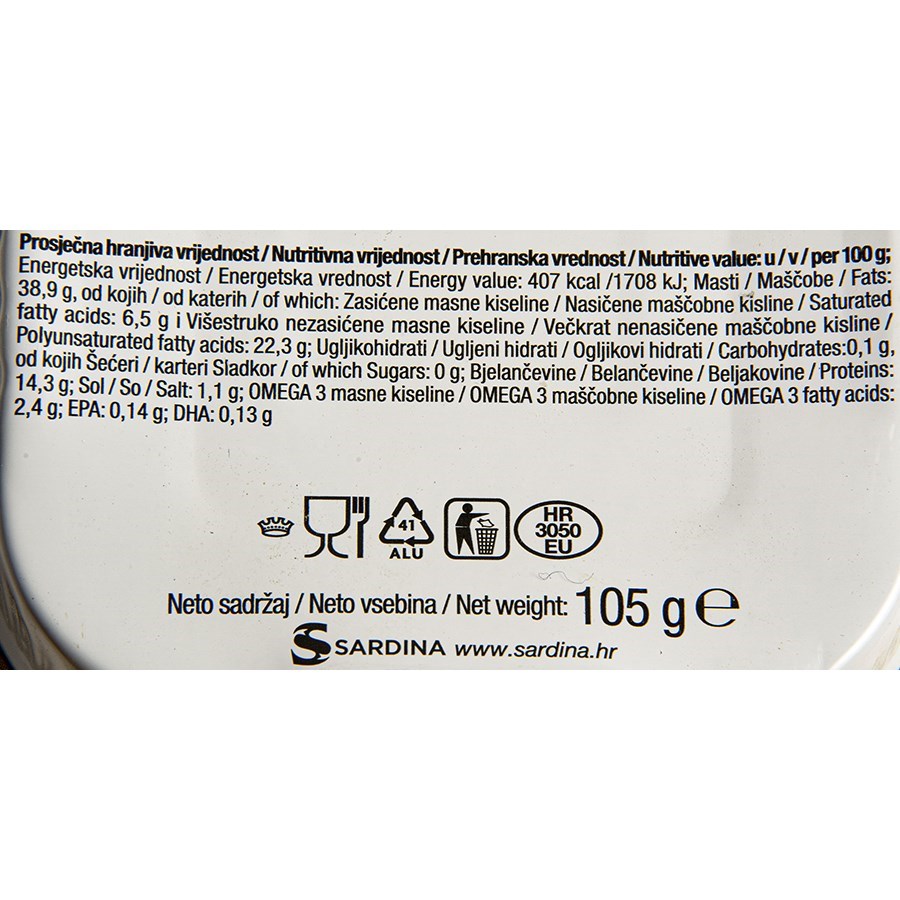 Prosječna hranjiva vrijednost / Nutritivna vrijednost / Prehranska vrednost / Nutritive value: u / v / per 100 g;
Energetska vrijednost / Energetska vrednost / Energy value: 407 kcal /1708 kJ; Masti / Maščobe / Fats:
38,9 g, od kojih / od katerih / of which: Zasićene masne kiseline / Nasičene maščobne kisline / Saturated
fatty acids: 6,5 g i Višestruko nezasićene masne kiseline / Večkrat nenasičene maščobne kisline /
Polyunsaturated fatty acids: 22,3 g; Ugljikohidrati / Ugljeni hidrati / Ogljikovi hidrati / Carbohydrates:0,1 g,
od kojih Šećeri / karteri Sladkor / of which Sugars: 0 g; Bjelančevine / Belančevine / Beljakovine / Proteins:
14,3 g; Sol / So / Salt: 1,1 g; OMEGA 3 masne kiseline / OMEGA 3 maščobne kiseline / OMEGA 3 fatty acids:
2,4 g; EPA: 0,14 g; DHA: 0,13 g
41
ALU
HR
3050
EU
Neto sadržaj / Neto vsebina / Net weight: 105 g ℮
SARDINA www.sardina.hr